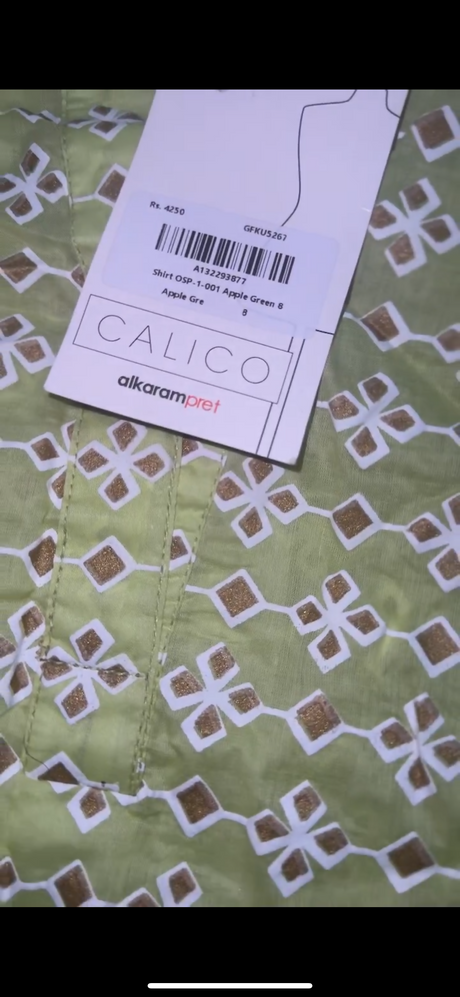 Rs. 4250 GFKU5267
A132293877
Shirt OSP-1-001 Apple Green 8
Apple Gre 8
CALICO
alkarampret